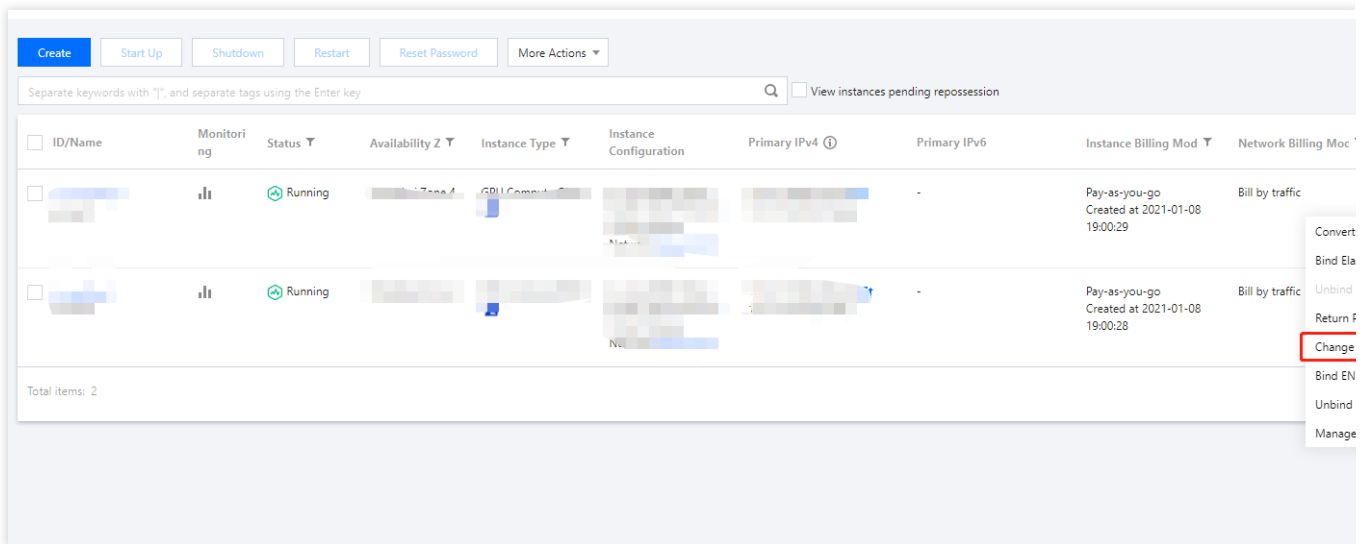 Create Start Up Shutdown Restart Reset Password More Actions
Separate keywords with "|", and separate tags using the Enter key
View instances pending repossession
ID/Name Monitori
ng Status Availability Z Instance Type Instance
Configuration Primary IPv4 Primary IPv6 Instance Billing Mod Network Billing Moc
Running Zone 4 GPU - Pay-as-you-go Bill by traffic
Created at 2021-01-08
19:00:29
Convert
Bind Ela
Running - Pay-as-you-go Bill by traffic Unbind
Created at 2021-01-08
19:00:28
Return
Change
Bind EN
Unbind
Manage
Total items: 2